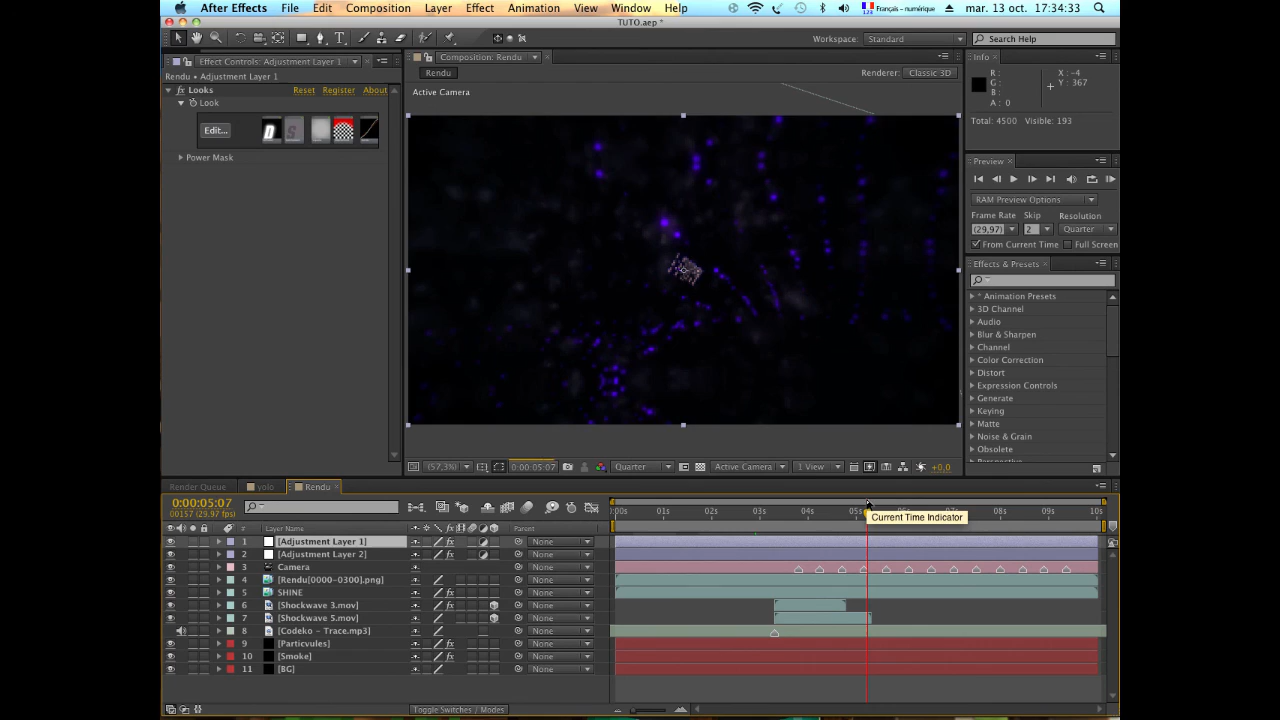 After Effects File Edit Composition Layer Effect Animation View Window Help Français - numérique mar. 13 oct. 17:34:33
TUTO.aep *
Workspace: Standard Search Help
Effect Controls: Adjustment Layer 1
Rendu • Adjustment Layer 1
fx Looks Reset Register About
Look
Edit...
Power Mask
Composition: Rendu
Rendu Renderer: Classic 3D
Active Camera
(57,3%) 0:00:05:07 Quarter Active Camera 1 View +0,0
Info
R :
G :
B :
A : 0
X : -4
Y : 367
Total: 4500 Visible: 193
Preview
RAM Preview Options
Frame Rate Skip Resolution
(29,97) 2 Quarter
From Current Time Full Screen
Effects & Presets
* Animation Presets
3D Channel
Audio
Blur & Sharpen
Channel
Color Correction
Distort
Expression Controls
Generate
Keying
Matte
Noise & Grain
Obsolete
Render Queue yolo Rendu
0:00:05:07
00157 (29.97 fps)
:00s 01s 02s 03s 04s 05s 06s 07s 08s 09s 10s
Current Time Indicator
# Layer Name Parent
1 [Adjustment Layer 1] None
2 [Adjustment Layer 2] None
3 Camera None
4 [Rendu[0000-0300].png] None
5 SHINE None
6 [Shockwave 3.mov] None
7 [Shockwave 5.mov] None
8 [Codeko - Trace.mp3] None
9 [Particvules] None
10 [Smoke] None
11 [BG] None
Toggle Switches / Modes